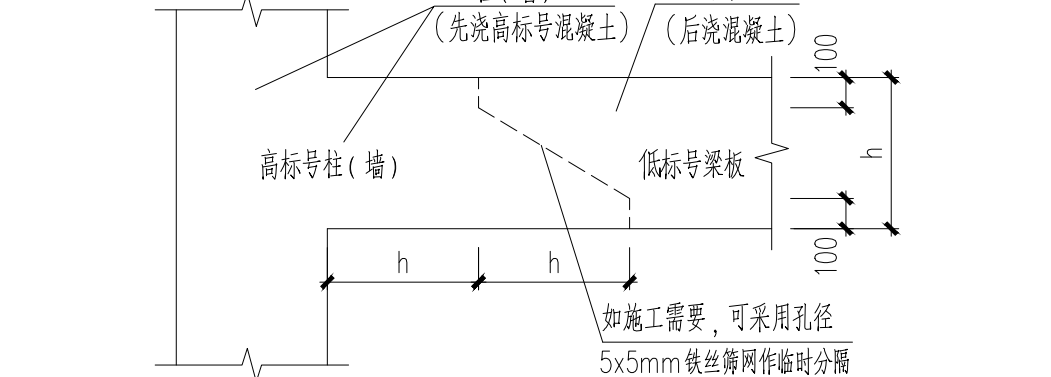 (先浇高标号混凝土)
(后浇混凝土)
100
高标号柱(墙)
低标号梁板
h
100
h
h
如施工需要,可采用孔径
5x5mm铁丝筛网作临时分隔